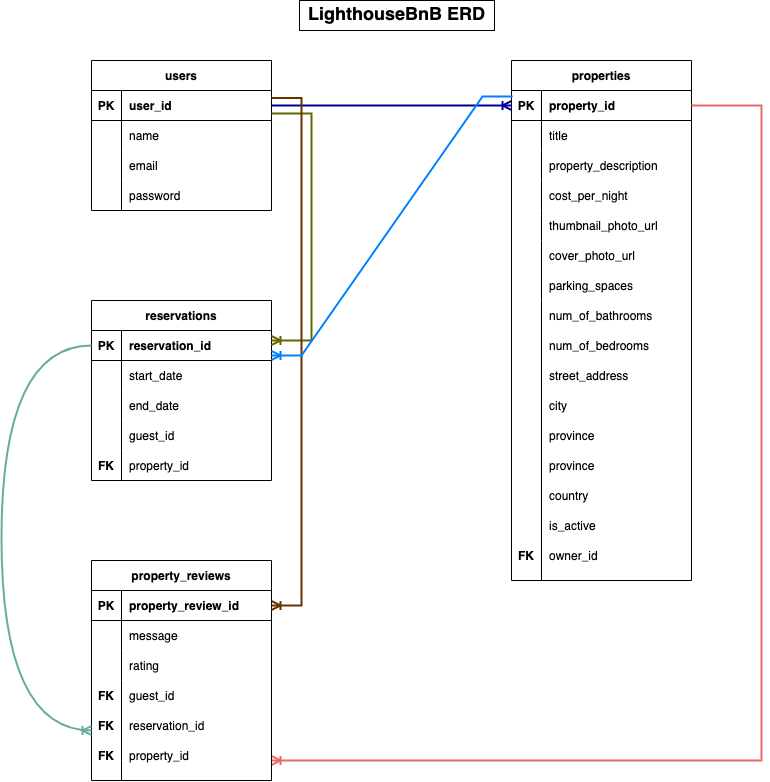 LighthouseBnB ERD
users
PK user_id
name
email
password
properties
PK property_id
title
property_description
cost_per_night
thumbnail_photo_url
cover_photo_url
parking_spaces
num_of_bathrooms
num_of_bedrooms
street_address
city
province
province
country
is_active
FK owner_id
reservations
PK reservation_id
start_date
end_date
guest_id
FK property_id
property_reviews
PK property_review_id
message
rating
FK guest_id
FK reservation_id
FK property_id